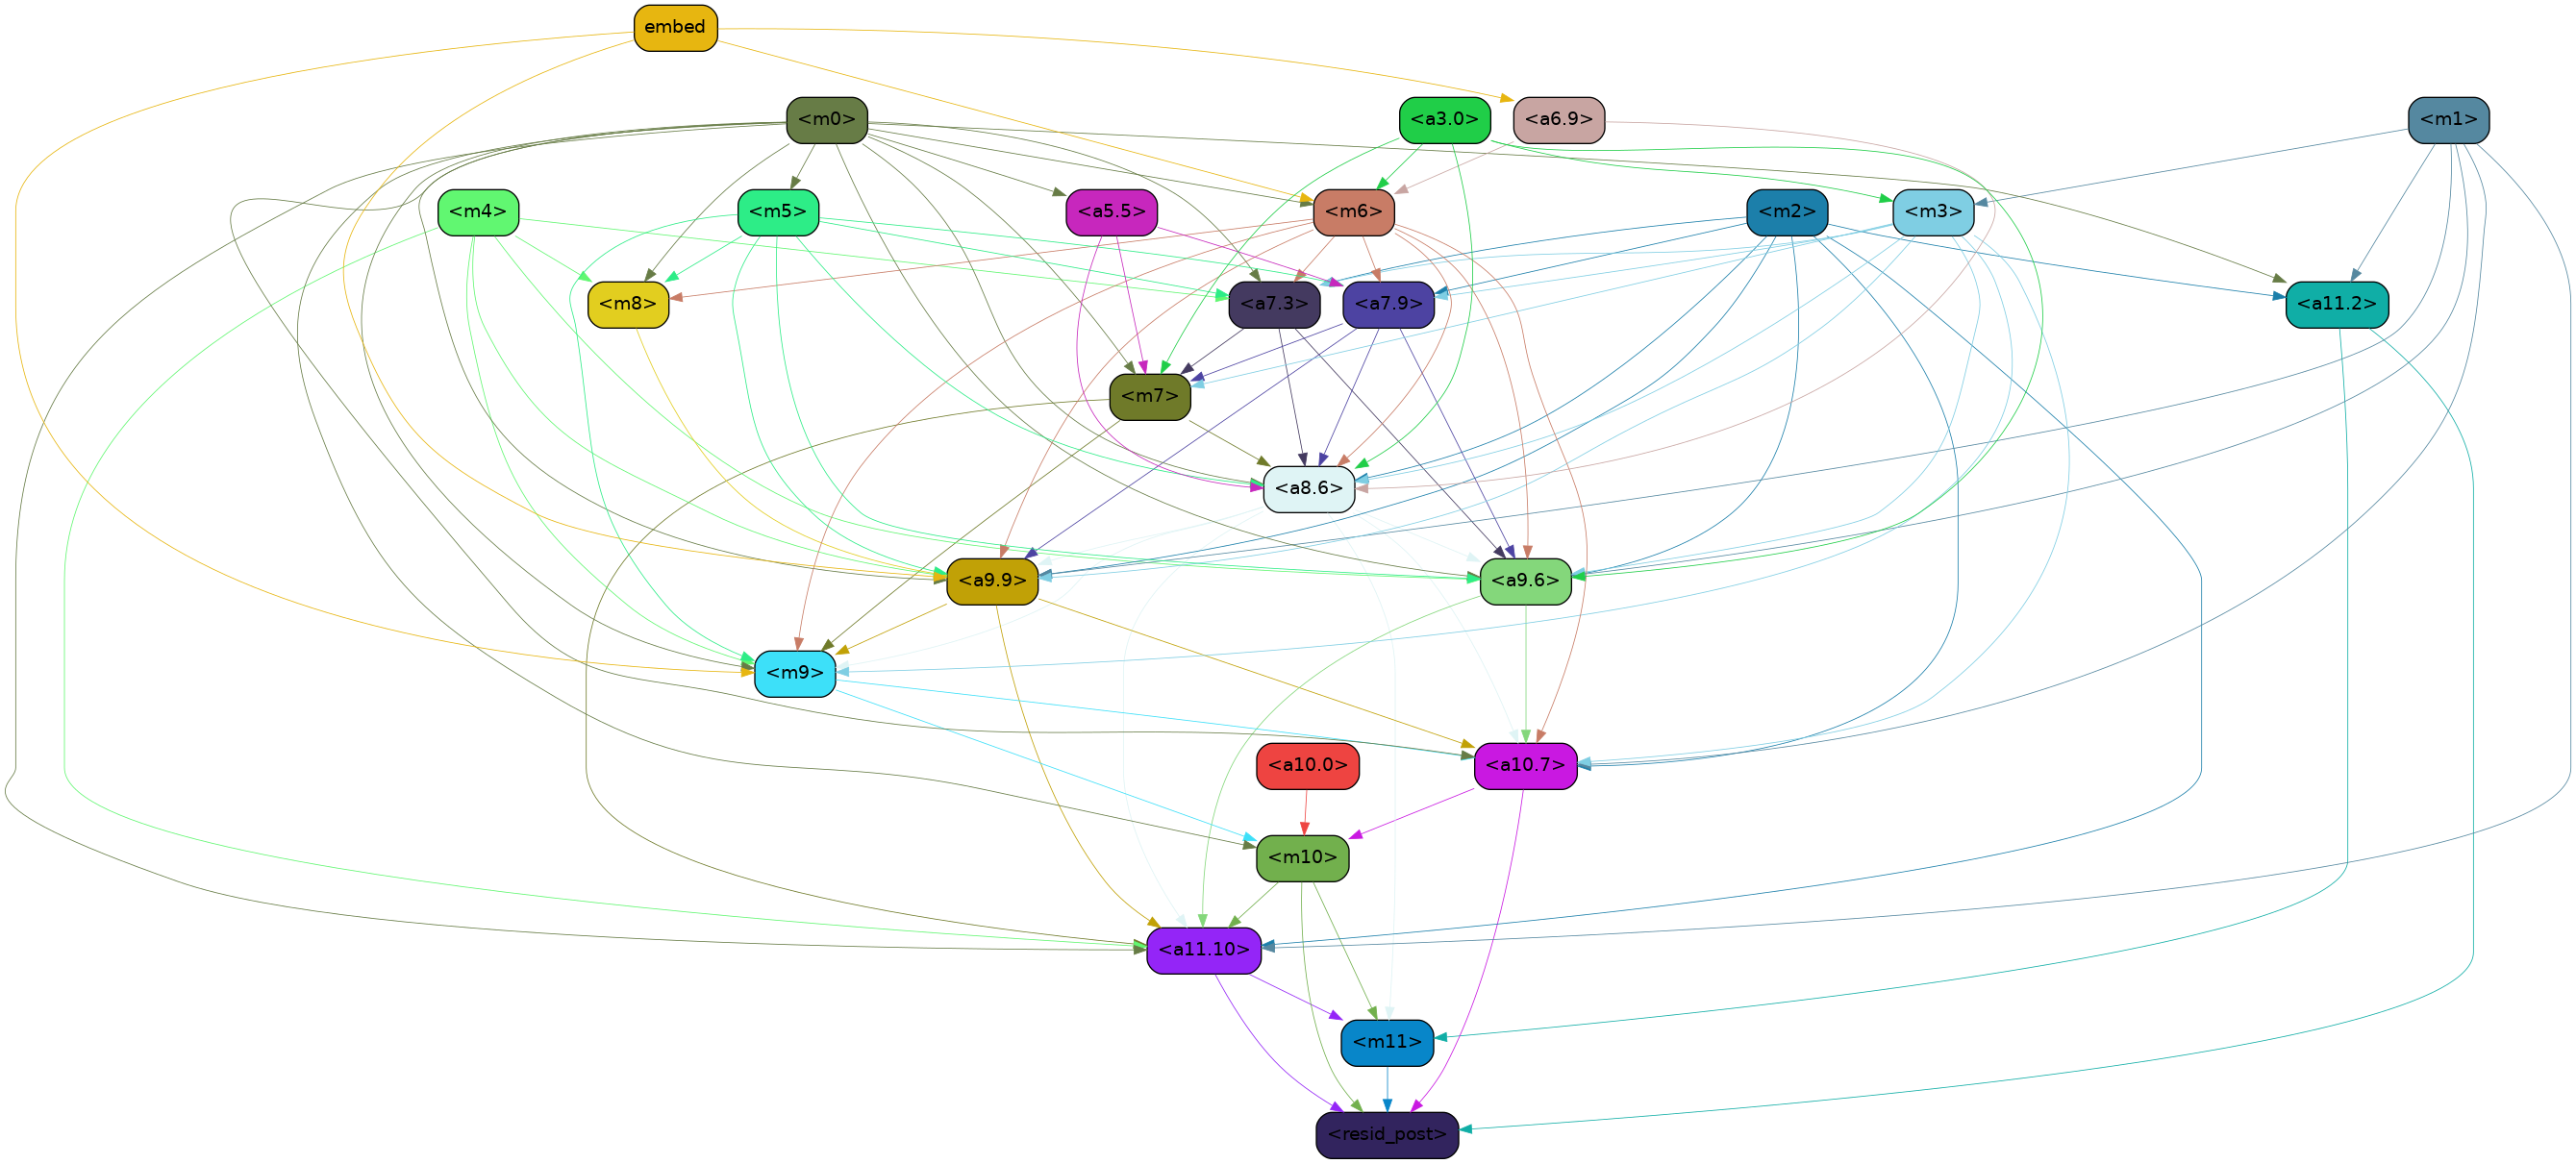 embed
<m0>
<a3.0>
<a6.9>
<m1>
<m4>
<m5>
<a5.5>
<m6>
<m2>
<m3>
<m8>
<a7.3>
<a7.9>
<a11.2>
<m7>
<a8.6>
<a9.9>
<a9.6>
<m9>
<a10.0>
<a10.7>
<m10>
<a11.10>
<m11>
<resid_post>